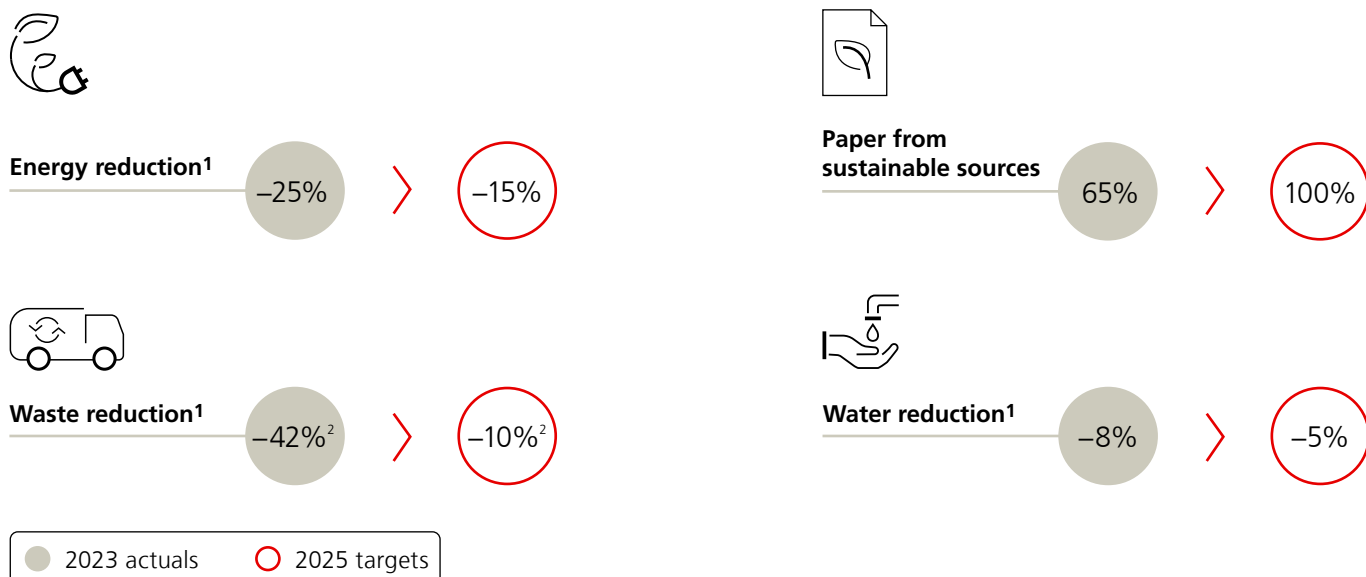 Energy reduction1
–25%
–15%
Paper from
sustainable sources
65%
100%
Waste reduction1
–42%2
–10%2
Water reduction1
–8%
–5%
2023 actuals
2025 targets